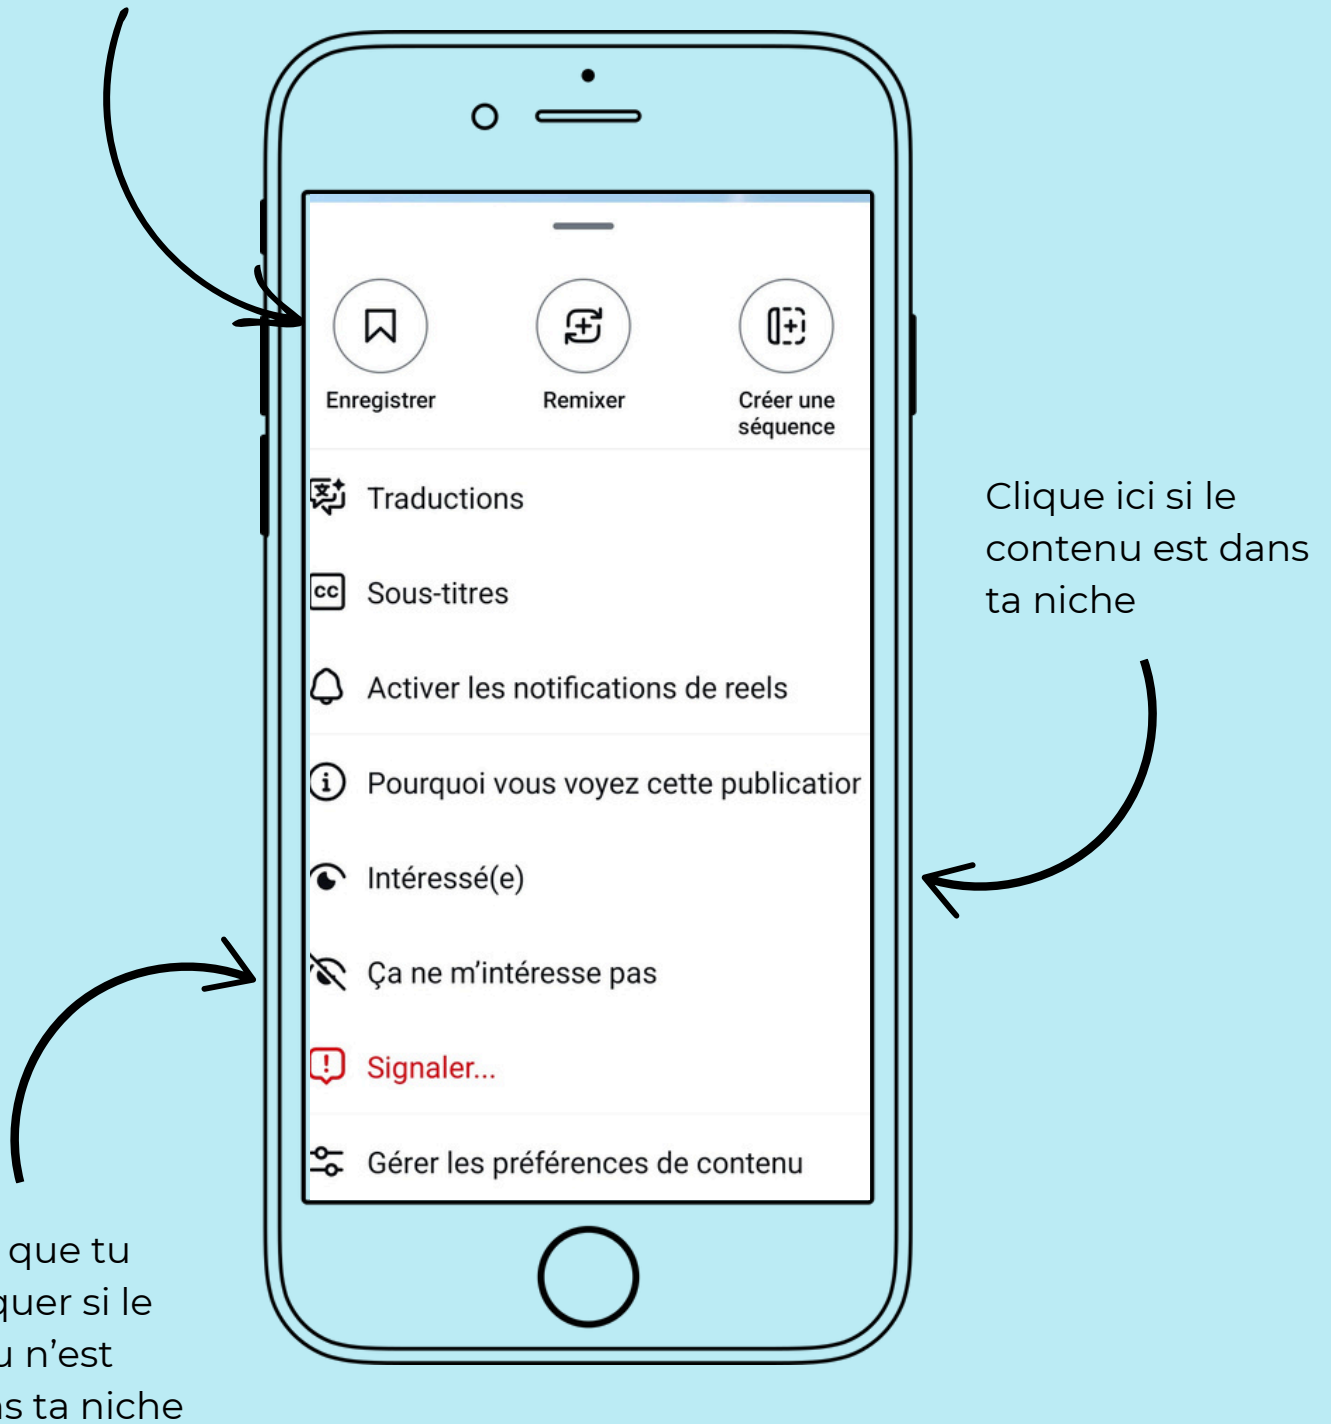 Enregistrer
Remixer
Créer une
séquence
Traductions
CC
Sous-titres
Activer les notifications de reels
Pourquoi vous voyez cette
Intéressé(e)
Ça ne m'intéresse pas
Signaler...
Gérer les préférences de contenu
Clique ici si le
contenu est dans
ta niche
que tu
si le
n'est
ta niche